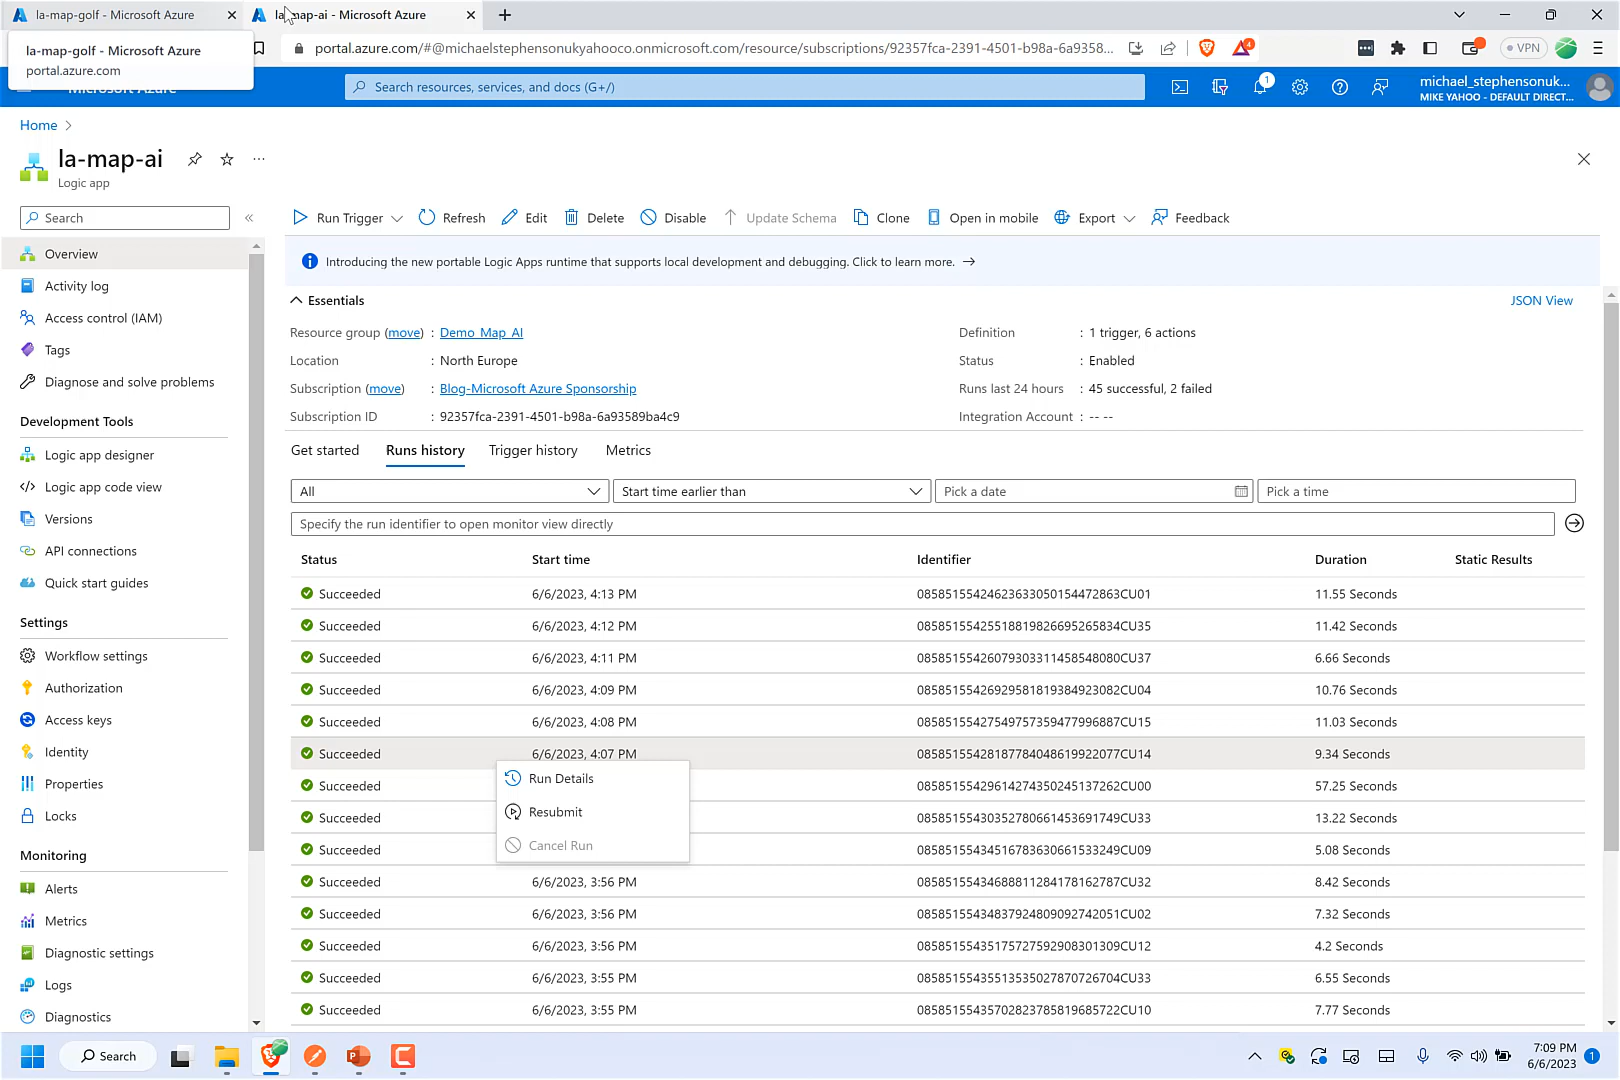 la-map-golf - Microsoft Azure
la-map-ai - Microsoft Azure
la-map-golf - Microsoft Azure
portal.azure.com
portal.azure.com/#@michaelstephensonukyahooco.onmicrosoft.com/resource/subscriptions/92357fca-2391-4501-b98a-6a9358...
4
VPN
Search resources, services, and docs (G+/)
1
michael_stephensonuk...
MIKE YAHOO - DEFAULT DIRECT...
Home
la-map-ai
Logic app
Search
Run Trigger
Refresh
Edit
Delete
Disable
Update Schema
Clone
Open in mobile
Export
Feedback
Introducing the new portable Logic Apps runtime that supports local development and debugging. Click to learn more. →
Overview
Activity log
Access control (IAM)
Tags
Diagnose and solve problems
Development Tools
Logic app designer
Logic app code view
Versions
API connections
Quick start guides
Settings
Workflow settings
Authorization
Access keys
Identity
Properties
Locks
Monitoring
Alerts
Metrics
Diagnostic settings
Logs
Diagnostics
Essentials
JSON View
Resource group (move) : Demo_Map_AI
Location : North Europe
Subscription (move) : Blog-Microsoft Azure Sponsorship
Subscription ID : 92357fca-2391-4501-b98a-6a93589ba4c9
Definition : 1 trigger, 6 actions
Status : Enabled
Runs last 24 hours : 45 successful, 2 failed
Integration Account : -- --
Get started Runs history Trigger history Metrics
All Start time earlier than Pick a date Pick a time
Specify the run identifier to open monitor view directly
Status Start time Identifier Duration Static Results
Succeeded 6/6/2023, 4:13 PM 08585155424623633050154472863CU01 11.55 Seconds
Succeeded 6/6/2023, 4:12 PM 08585155425518819826695265834CU35 11.42 Seconds
Succeeded 6/6/2023, 4:11 PM 08585155426079303311458548080CU37 6.66 Seconds
Succeeded 6/6/2023, 4:09 PM 08585155426929581819384923082CU04 10.76 Seconds
Succeeded 6/6/2023, 4:08 PM 08585155427549757359477996887CU15 11.03 Seconds
Succeeded 6/6/2023, 4:07 PM 08585155428187784048619922077CU14 9.34 Seconds
Succeeded 08585155429614274350245137262CU00 57.25 Seconds
Succeeded 08585155430352780661453691749CU33 13.22 Seconds
Succeeded 08585155434516783630661533249CU09 5.08 Seconds
Succeeded 6/6/2023, 3:56 PM 08585155434688811284178162787CU32 8.42 Seconds
Succeeded 6/6/2023, 3:56 PM 08585155434837924809092742051CU02 7.32 Seconds
Succeeded 6/6/2023, 3:56 PM 08585155435175727592908301309CU12 4.2 Seconds
Succeeded 6/6/2023, 3:55 PM 08585155435513535027870726704CU33 6.55 Seconds
Succeeded 6/6/2023, 3:55 PM 08585155435702823785819685722CU10 7.77 Seconds
Run Details
Resubmit
Cancel Run
Search
7:09 PM
6/6/2023
1